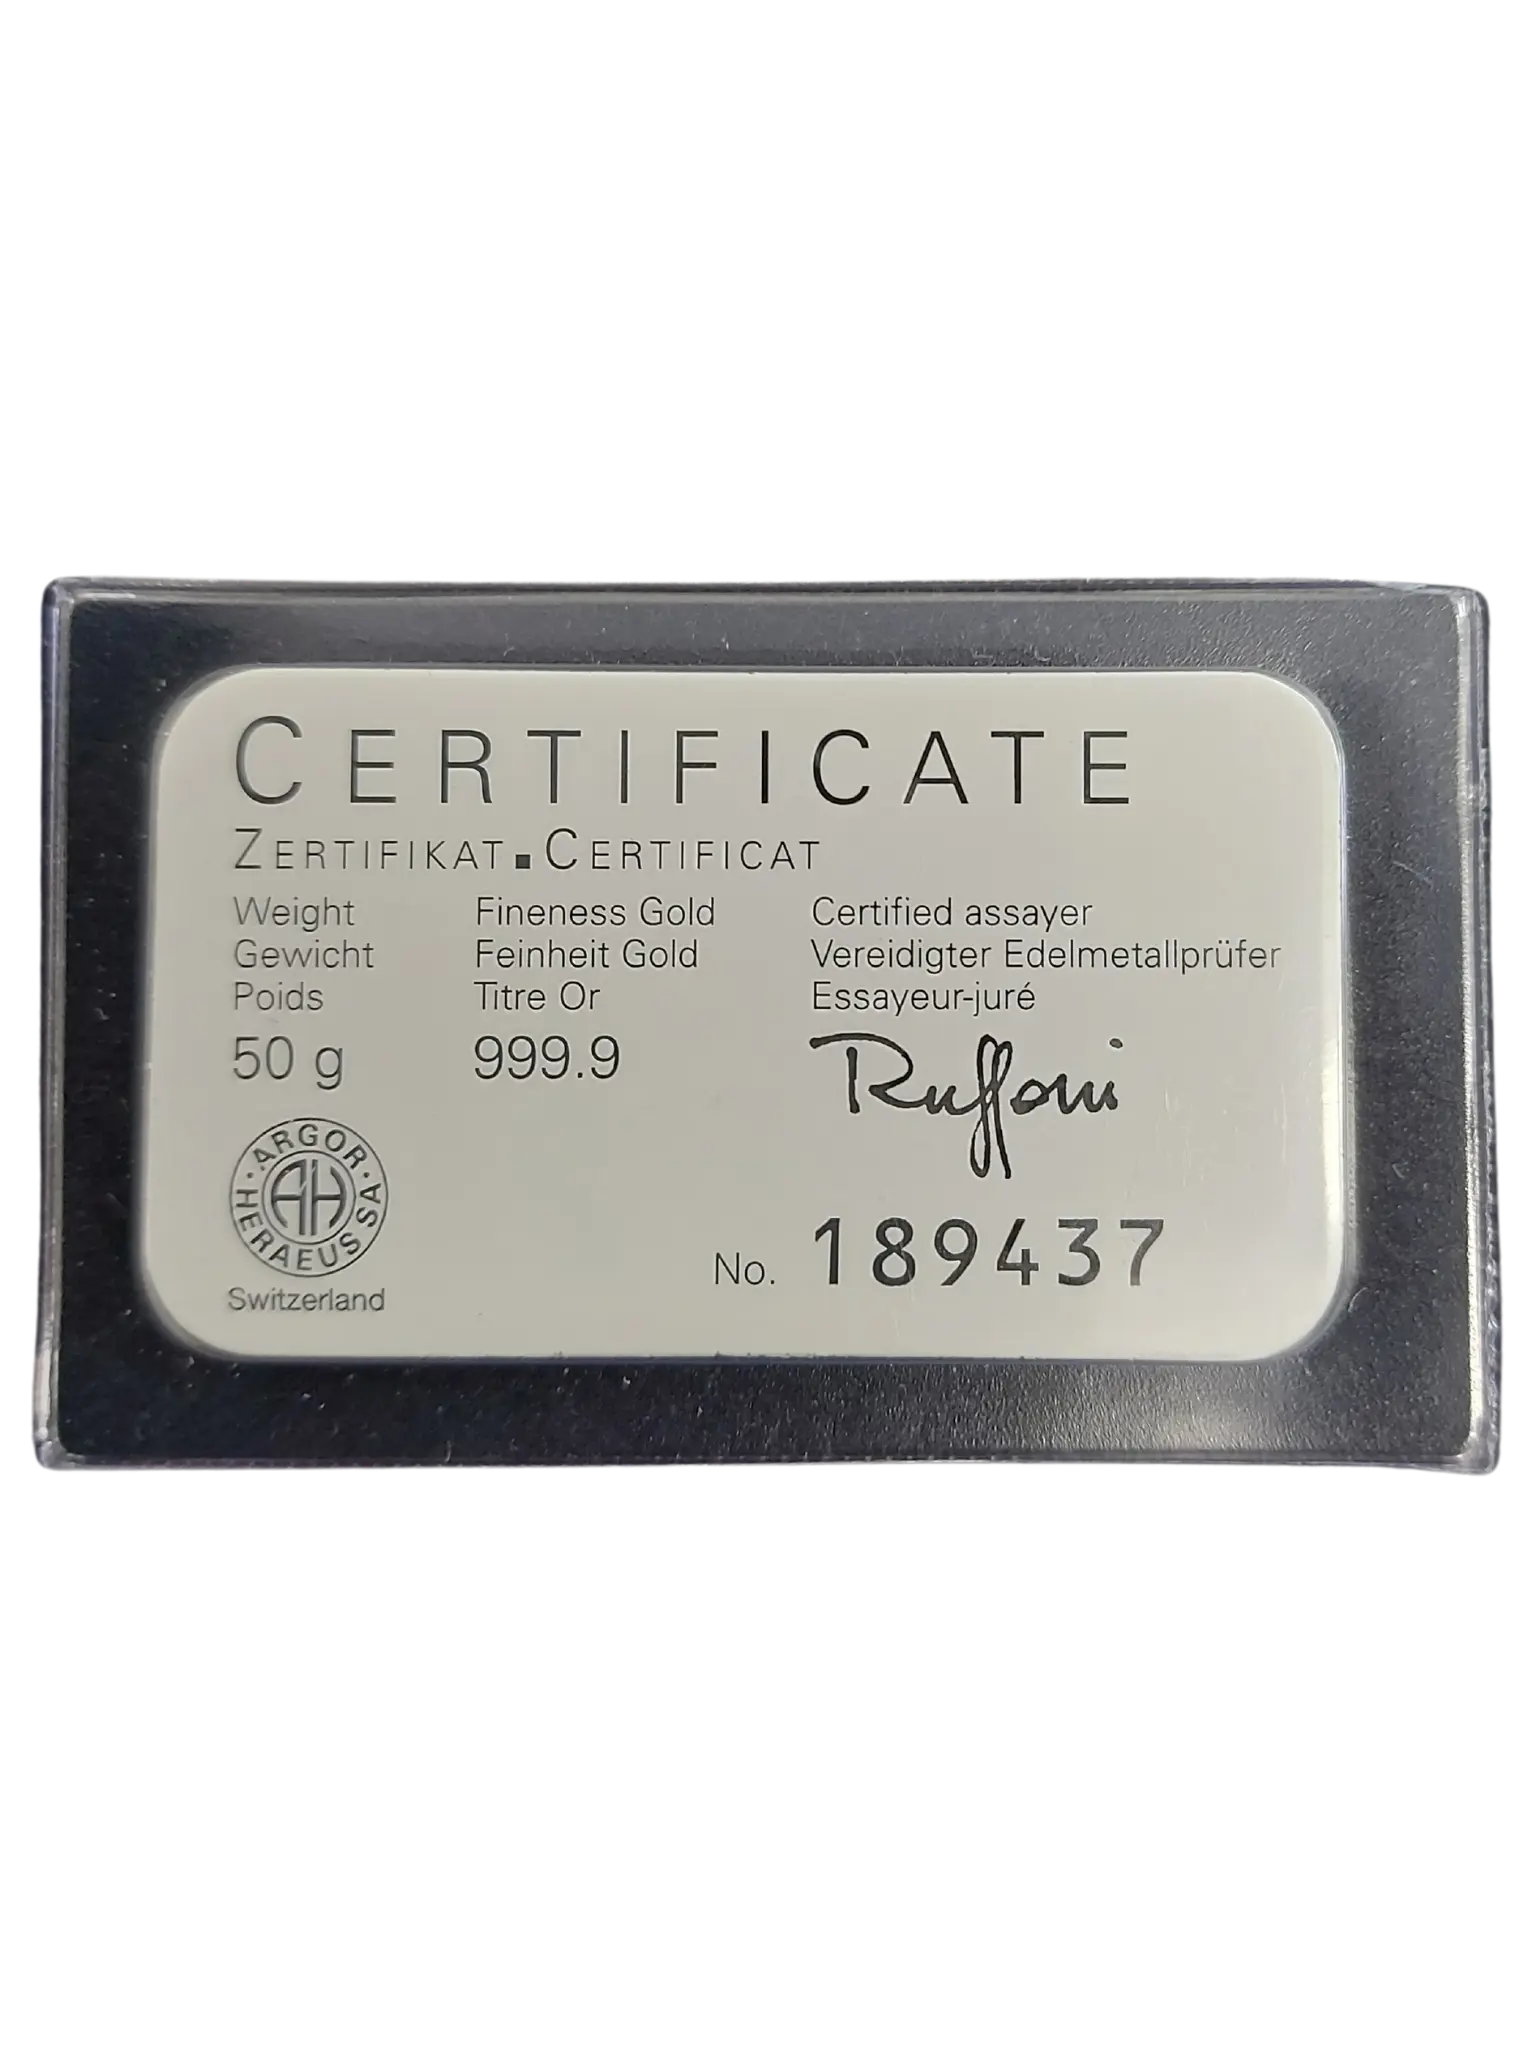 CERTIFICATE
ZERTIFIKAT ▪ CERTIFICAT
Weight Fineness Gold Certified assayer
Gewicht Feinheit Gold Vereidigter Edelmetallprüfer
Poids Titre Or Essayeur-juré
50 g 999.9 Ruffoni
ARGOR · HERAEUS SA ·
AH
Switzerland
No. 189437